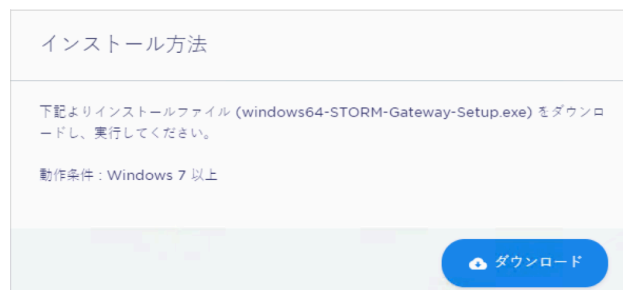 インストール方法
下記よりインストールファイル (windows64-STORM-Gateway-Setup.exe) をダウンロ
ードし、実行してください。
動作条件 : Windows 7 以上
ダウンロード